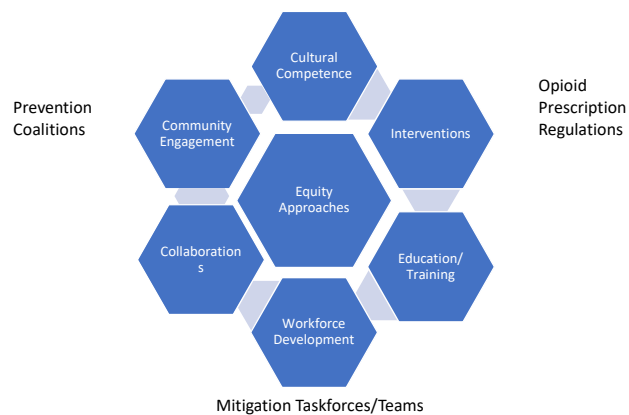 Cultural
Competence
Prevention
Coalitions
Opioid
Prescription
Regulations
Community
Engagement
Interventions
Equity
Approaches
Collaboration
s
Education/
Training
Workforce
Development
Mitigation Taskforces/Teams